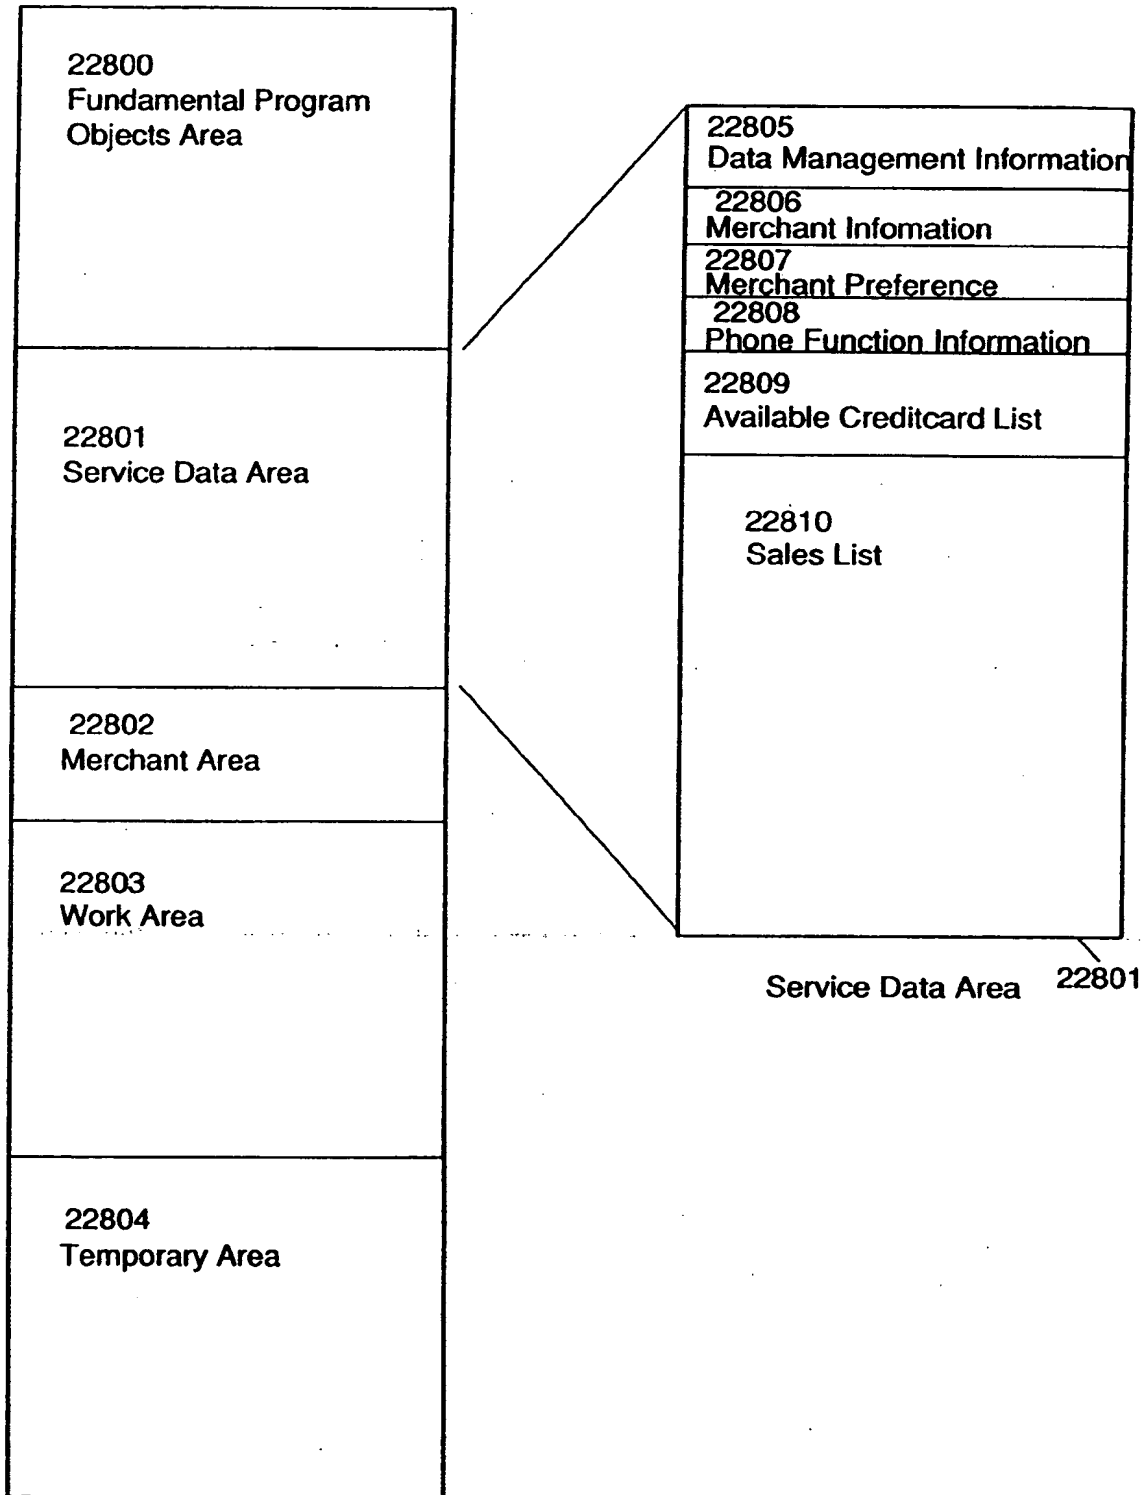 22800
Fundamental Program
Objects Area
22801
Service Data Area
22802
Merchant Area
22803
Work Area
22804
Temporary Area
22805
Data Management Information
22806
Merchant Infomation
22807
Merchant Preference
22808
Phone Function Information
22809
Available Creditcard List
22810
Sales List
Service Data Area 22801